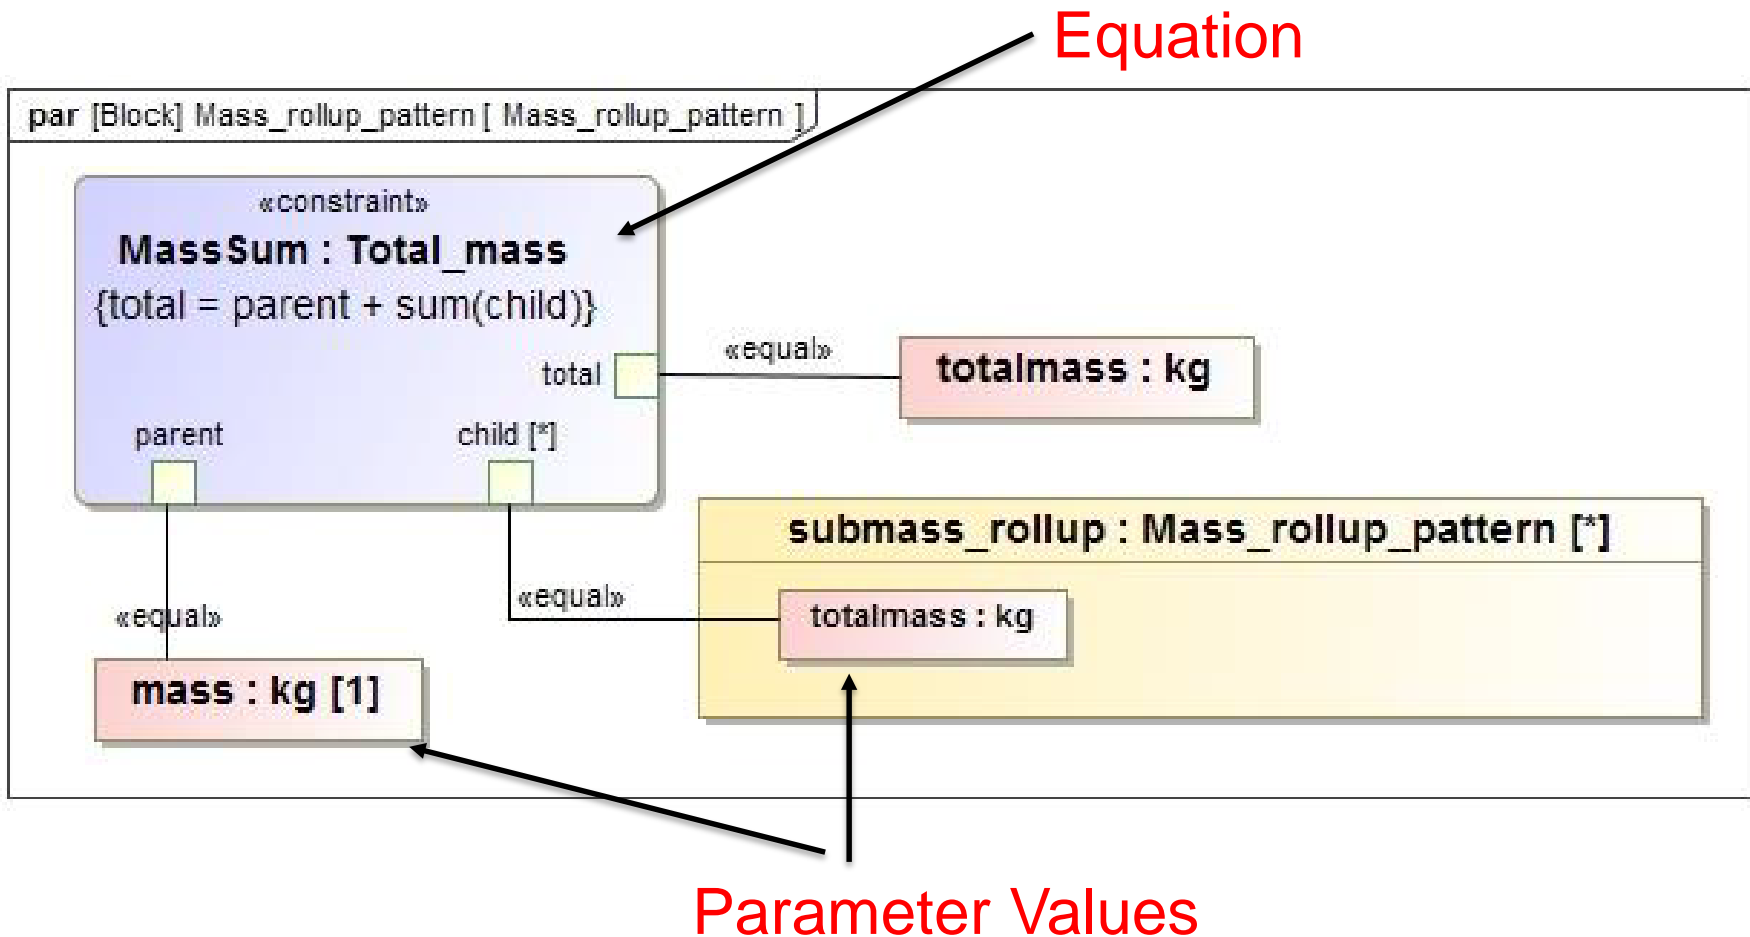 Equation
par [Block] Mass_rollup_pattern [ Mass_rollup_pattern ]
«constraint»
MassSum : Total_mass
{total = parent + sum(child)}
total
«equal»
totalmass : kg
parent
child [*]
submass_rollup : Mass_rollup_pattern [*]
«equal»
«equal»
totalmass : kg
mass : kg [1]
Parameter Values